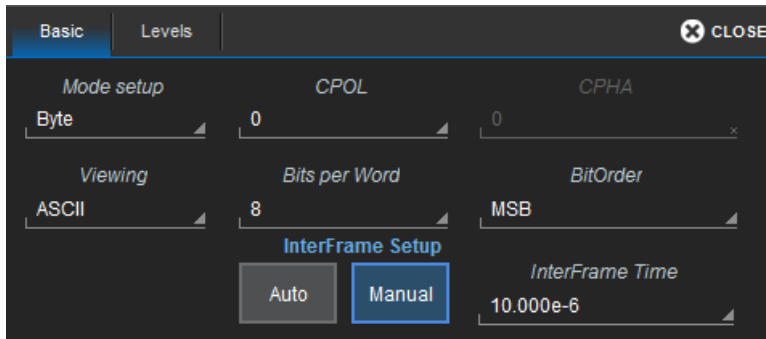 Basic Levels CLOSE
Mode setup CPOL CPHA
Byte 0 0
Viewing Bits per Word BitOrder
ASCII 8 MSB
InterFrame Setup
InterFrame Time
Auto Manual
10.000e-6